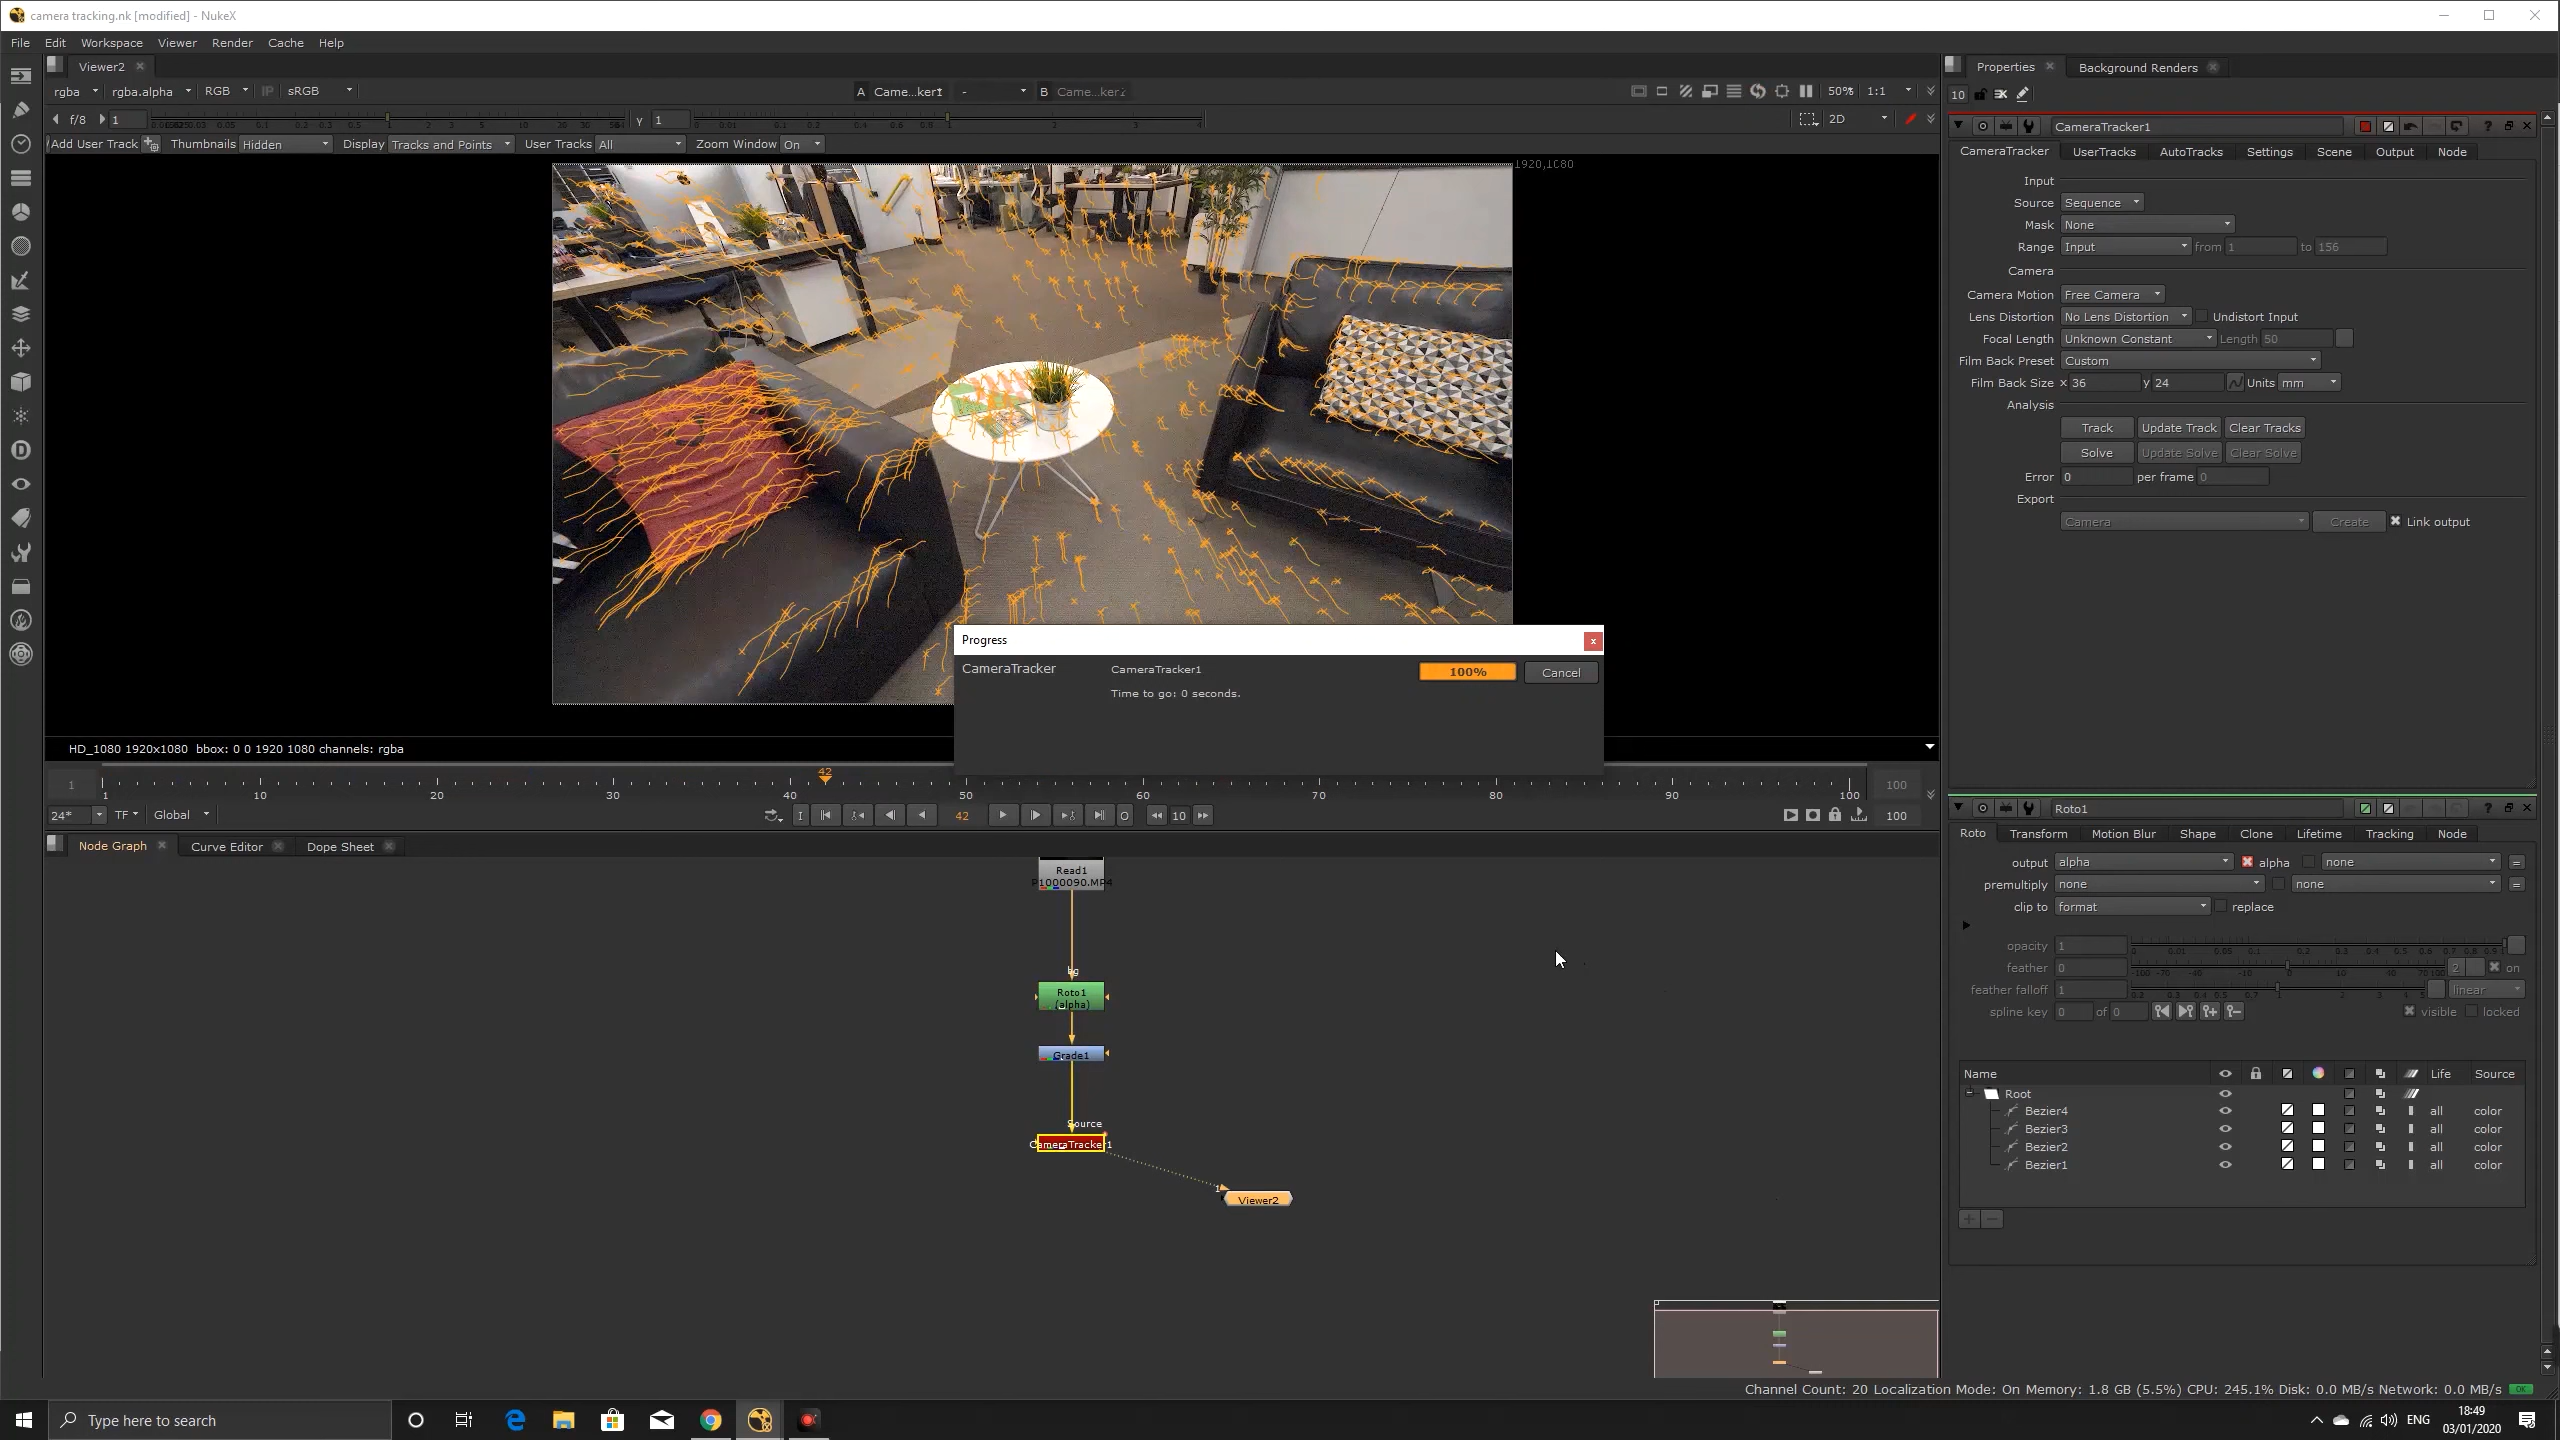 camera tracking.nk [modified] - NukeX
File Edit Workspace Viewer Render Cache Help
Viewer2
rgba rgba.alpha RGB IP sRGB A Came...ker1 - B Came...ker2 50% 1:1
f/8 1 γ 1 2D
Add User Track Thumbnails Hidden Display Tracks and Points User Tracks All Zoom Window On
1920,1080
Progress
CameraTracker CameraTracker1 100% Cancel
Time to go: 0 seconds.
HD_1080 1920x1080 bbox: 0 0 1920 1080 channels: rgba
42
1 1 10 20 30 40 50 60 70 80 90 100 100
24* TF Global I 42 O 10 100
Node Graph Curve Editor Dope Sheet
Read1
P1000090.MP4
bg
Roto1
(alpha)
Grade1
Source
CameraTracker1
1
Viewer2
Properties Background Renders
10
CameraTracker1
CameraTracker UserTracks AutoTracks Settings Scene Output Node
Input
Source Sequence
Mask None
Range Input from 1 to 156
Camera
Camera Motion Free Camera
Lens Distortion No Lens Distortion Undistort Input
Focal Length Unknown Constant Length 50
Film Back Preset Custom
Film Back Size x 36 y 24 Units mm
Analysis
Track Update Track Clear Tracks
Solve Update Solve Clear Solve
Error 0 per frame 0
Export
Camera Create Link output
Roto1
Roto Transform Motion Blur Shape Clone Lifetime Tracking Node
output alpha alpha none =
premultiply none none =
clip to format replace
opacity 1
feather 0 2 on
feather falloff 1 linear
spline key 0 of 0 visible locked
Name Life Source
Root
Bezier4 all color
Bezier3 all color
Bezier2 all color
Bezier1 all color
Channel Count: 20 Localization Mode: On Memory: 1.8 GB (5.5%) CPU: 245.1% Disk: 0.0 MB/s Network: 0.0 MB/s OK
Type here to search
ENG 18:49
03/01/2020